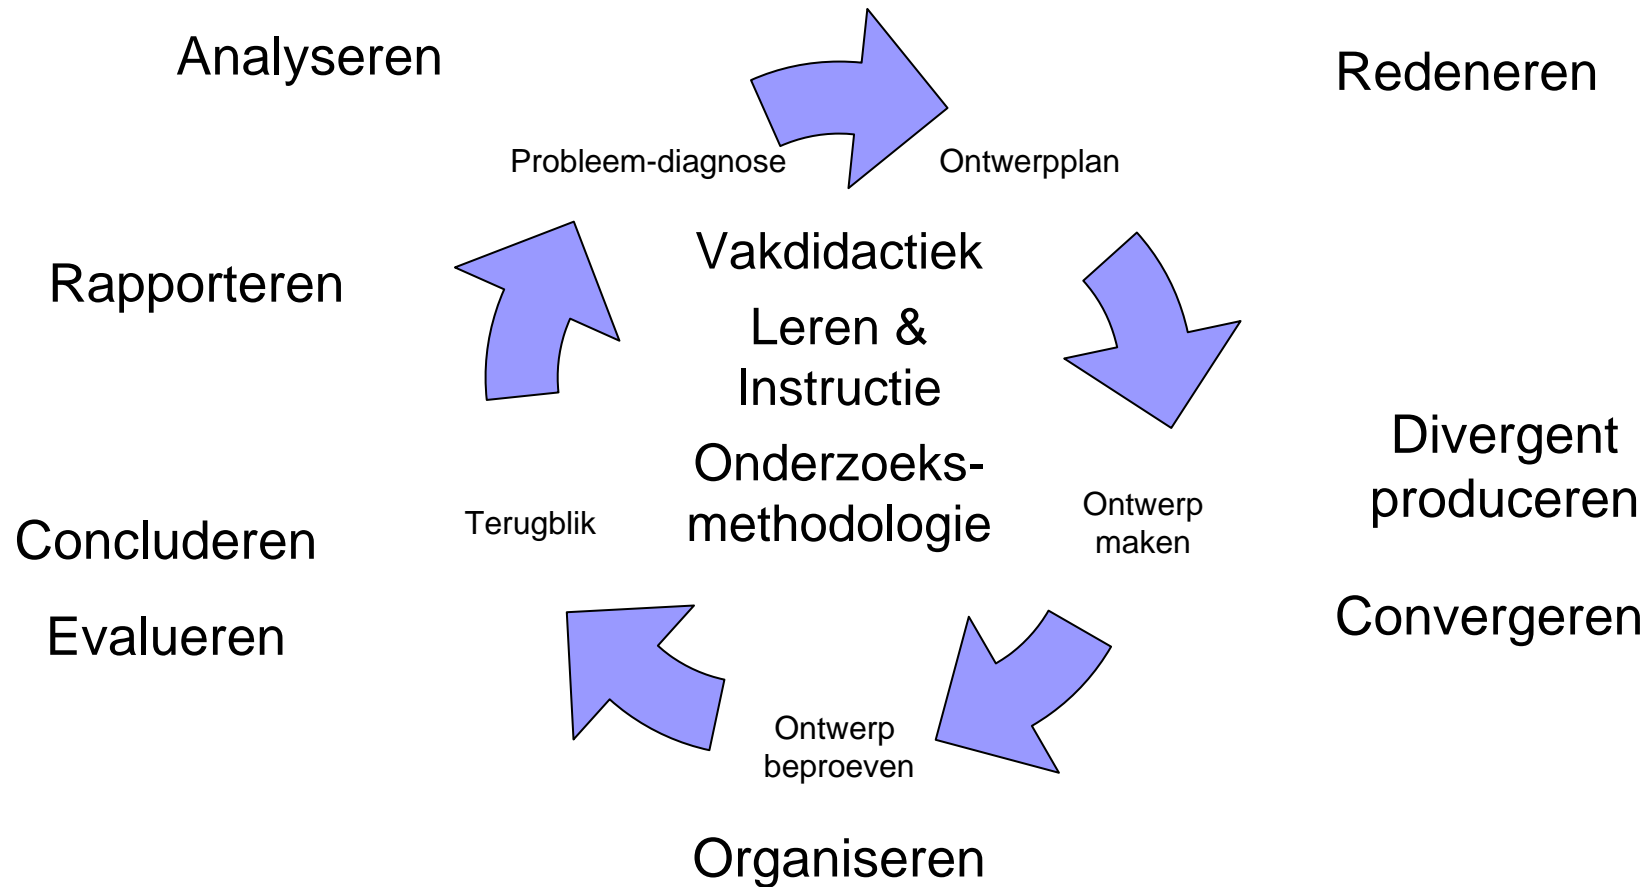 Analyseren
Redeneren
Probleem-diagnose
Ontwerpplan
Vakdidactiek
Rapporteren
Leren &
Instructie
Divergent
produceren
Onderzoeks-
methodologie
Ontwerp
maken
Terugblik
Concluderen
Convergeren
Evalueren
Ontwerp
beproeven
Organiseren